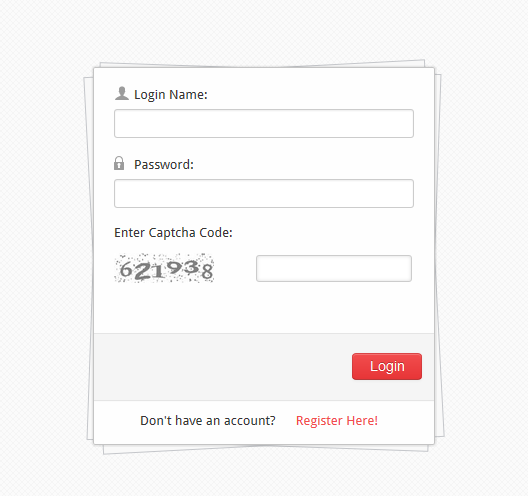 Login Name:
Password:
Enter Captcha Code:
621938
Login
Don't have an account? Register Here!